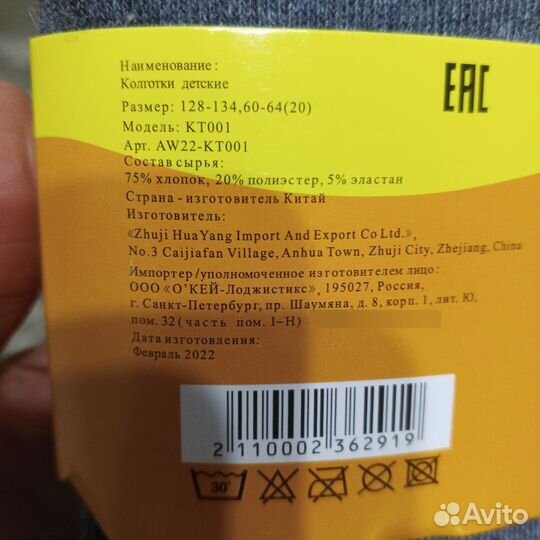 Наименование :
Колготки детские
EAC
Размер: 128-134,60-64(20)
Модель: KT001
Арт. AW22-KT001
Состав сырья:
75% хлопок, 20% полиэстер, 5% эластан
Страна - изготовитель Китай
Изготовитель:
«Zhuji HuaYang Import And Export Co Ltd.»,
No.3 Caijiafan Village, Anhua Town, Zhuji City, Zhejiang, China
Импортер /уполномоченное изготовителем лицо:
ООО «О’КЕЙ-Лоджистикс», 195027, Россия,
г. Санкт-Петербург, пр. Шаумяна, д. 8, корп. 1, лит. Ю,
пом. 32 (часть пом. 1–Н)
Дата изготовления:
Февраль 2022
2 110002 362919
30°
Avito